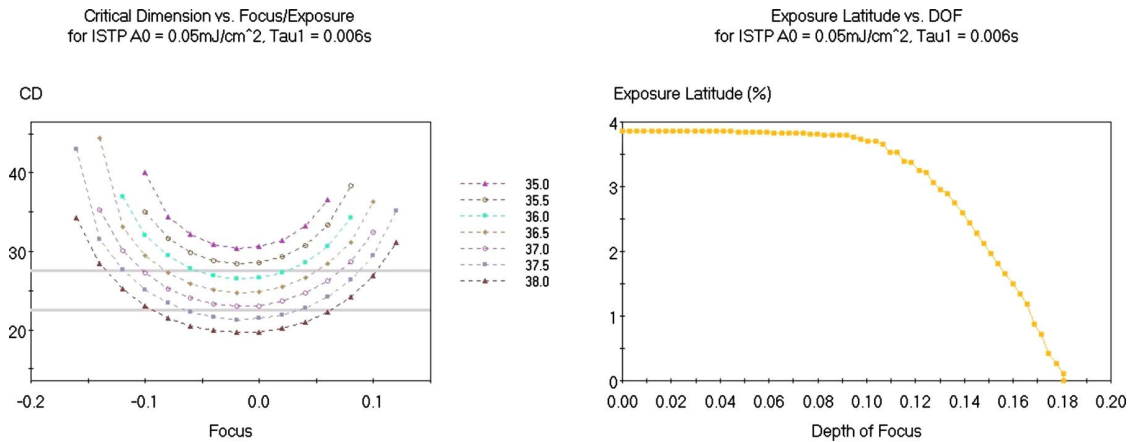 Critical Dimension vs. Focus/Exposure
for ISTP A0 = 0.05mJ/cm^2, Tau1 = 0.006s
CD
40
30
20
-0.2
-0.1
0.0
0.1
Focus
35.0
35.5
36.0
36.5
37.0
37.5
38.0
Exposure Latitude vs. DOF
for ISTP A0 = 0.05mJ/cm^2, Tau1 = 0.006s
Exposure Latitude (%)
4
3
2
1
0
0.00 0.02 0.04 0.06 0.08 0.10 0.12 0.14 0.16 0.18 0.20
Depth of Focus